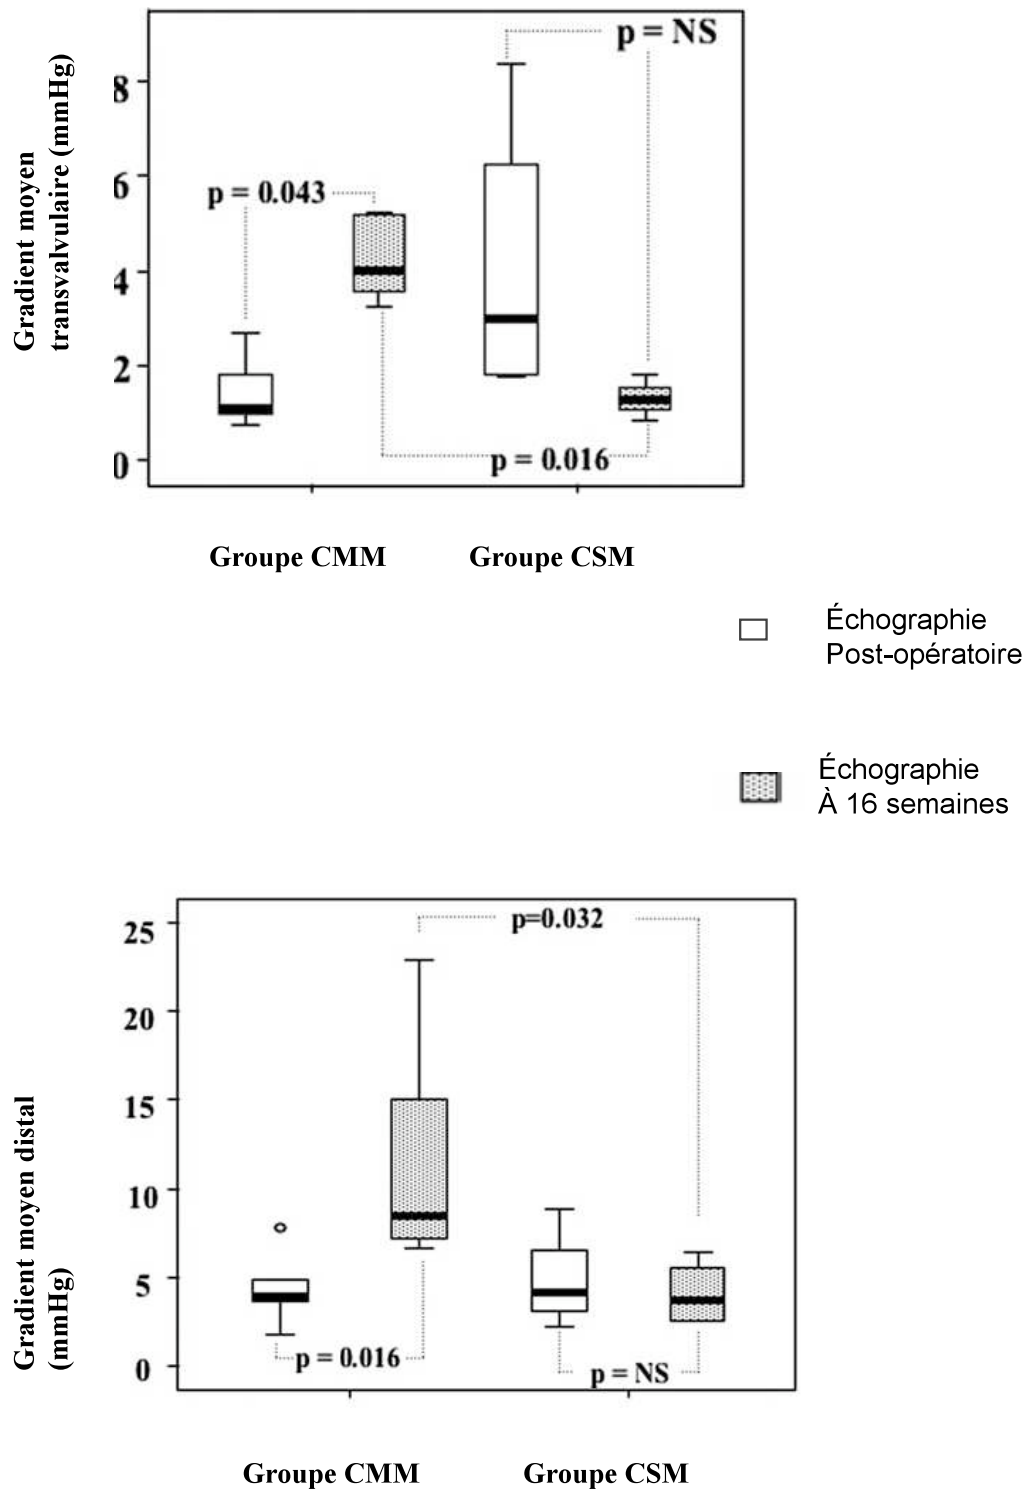 Gradient moyen
transvalvulaire (mmHg)
8
6
4
2
0
p = NS
p = 0.043
p = 0.016
Groupe CMM
Groupe CSM
Échographie
Post-opératoire
Échographie
À 16 semaines
Gradient moyen distal
(mmHg)
25
20
15
10
5
0
p=0.032
p = 0.016
p = NS
Groupe CMM
Groupe CSM